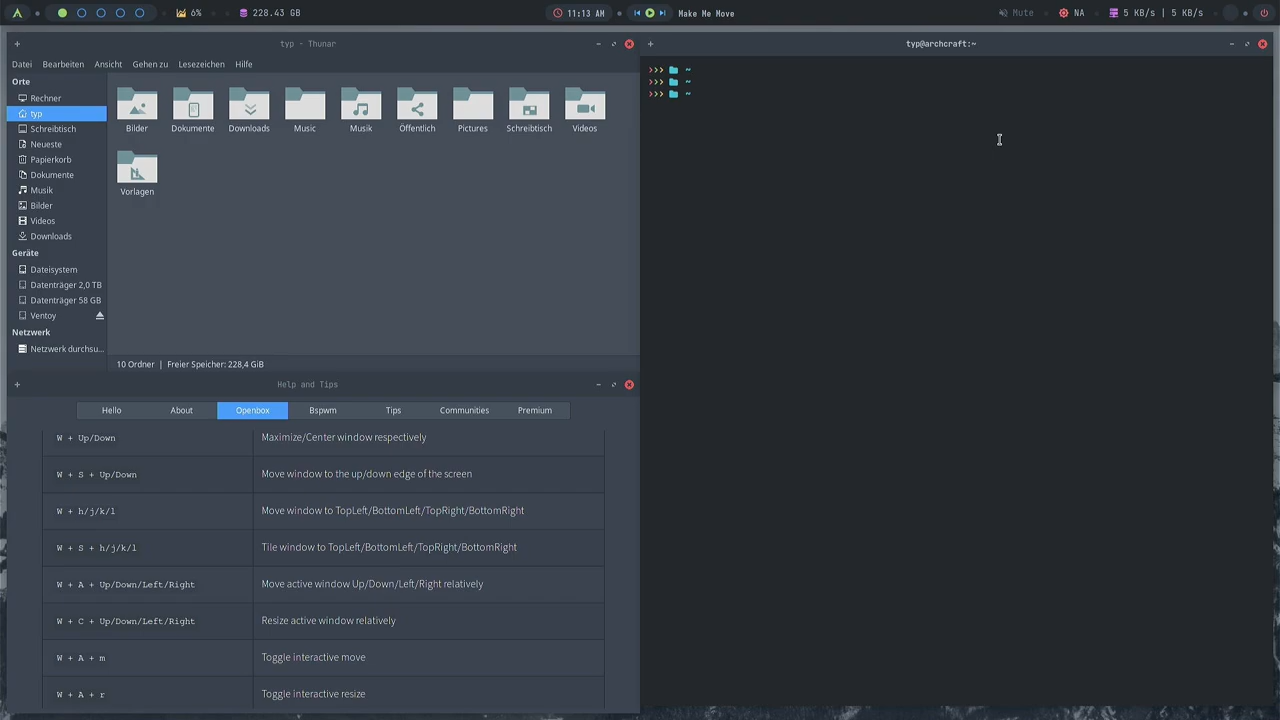 6%
228.43 GB
11:13 AM
Make Me Move
Mute
NA
5 KB/s | 5 KB/s
typ - Thunar
Datei Bearbeiten Ansicht Gehen zu Lesezeichen Hilfe
Orte
Rechner
typ
Schreibtisch
Neueste
Papierkorb
Dokumente
Musik
Bilder
Videos
Downloads
Geräte
Dateisystem
Datenträger 2,0 TB
Datenträger 58 GB
Ventoy
Netzwerk
Netzwerk durchsu...
Bilder Dokumente Downloads Music Musik Öffentlich Pictures Schreibtisch Videos
Vorlagen
10 Ordner | Freier Speicher: 228,4 GiB
Help and Tips
Hello About Openbox Bspwm Tips Communities Premium
W + Up/Down Maximize/Center window respectively
W + S + Up/Down Move window to the up/down edge of the screen
W + h/j/k/l Move window to TopLeft/BottomLeft/TopRight/BottomRight
W + S + h/j/k/l Tile window to TopLeft/BottomLeft/TopRight/BottomRight
W + A + Up/Down/Left/Right Move active window Up/Down/Left/Right relatively
W + C + Up/Down/Left/Right Resize active window relatively
W + A + m Toggle interactive move
W + A + r Toggle interactive resize
typ@archcraft:~
>>> ~
>>> ~
>>> ~